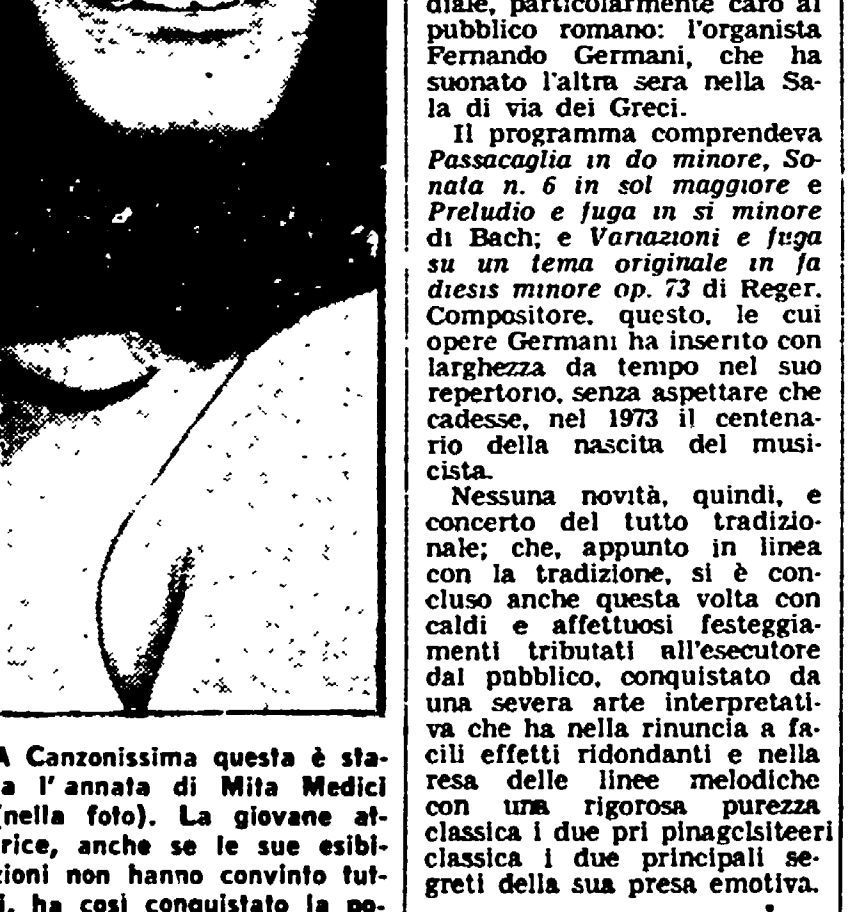 diale, particolarmente caro al
pubblico romano: l'organista
Fernando Germani, che ha
suonato l'altra sera nella Sa-
la di via dei Greci.
Il programma comprendeva
Passacaglia in do minore, So-
nata n. 6 in sol maggiore e
Preludio e fuga in si minore
di Bach; e Variazioni e fuga
su un tema originale in fa
diesis minore op. 73 di Reger.
Compositore, questo, le cui
opere Germani ha inserito con
larghezza da tempo nel suo
repertorio, senza aspettare che
cadesse, nel 1973 il centena-
rio della nascita del musi-
cista.
Nessuna novità, quindi, e
concerto del tutto tradizio-
nale; che, appunto in linea
con la tradizione, si è con-
cluso anche questa volta con
caldi e affettuosi festeggia-
menti tributati all'esecutore
dal pubblico, conquistato da
una severa arte interpretati-
va che ha nella rinuncia a fa-
cili effetti ridondanti e nella
resa delle linee melodiche
con una rigorosa purezza
classica i due pri pinagclsiteeri
classica i due principali se-
greti della sua presa emotiva.
A Canzonissima questa è sta-
a l'annata di Mita Medici
(nella foto). La giovane at-
rice, anche se le sue esibi-
zioni non hanno convinto tut-
i, ha così conquistato la po-